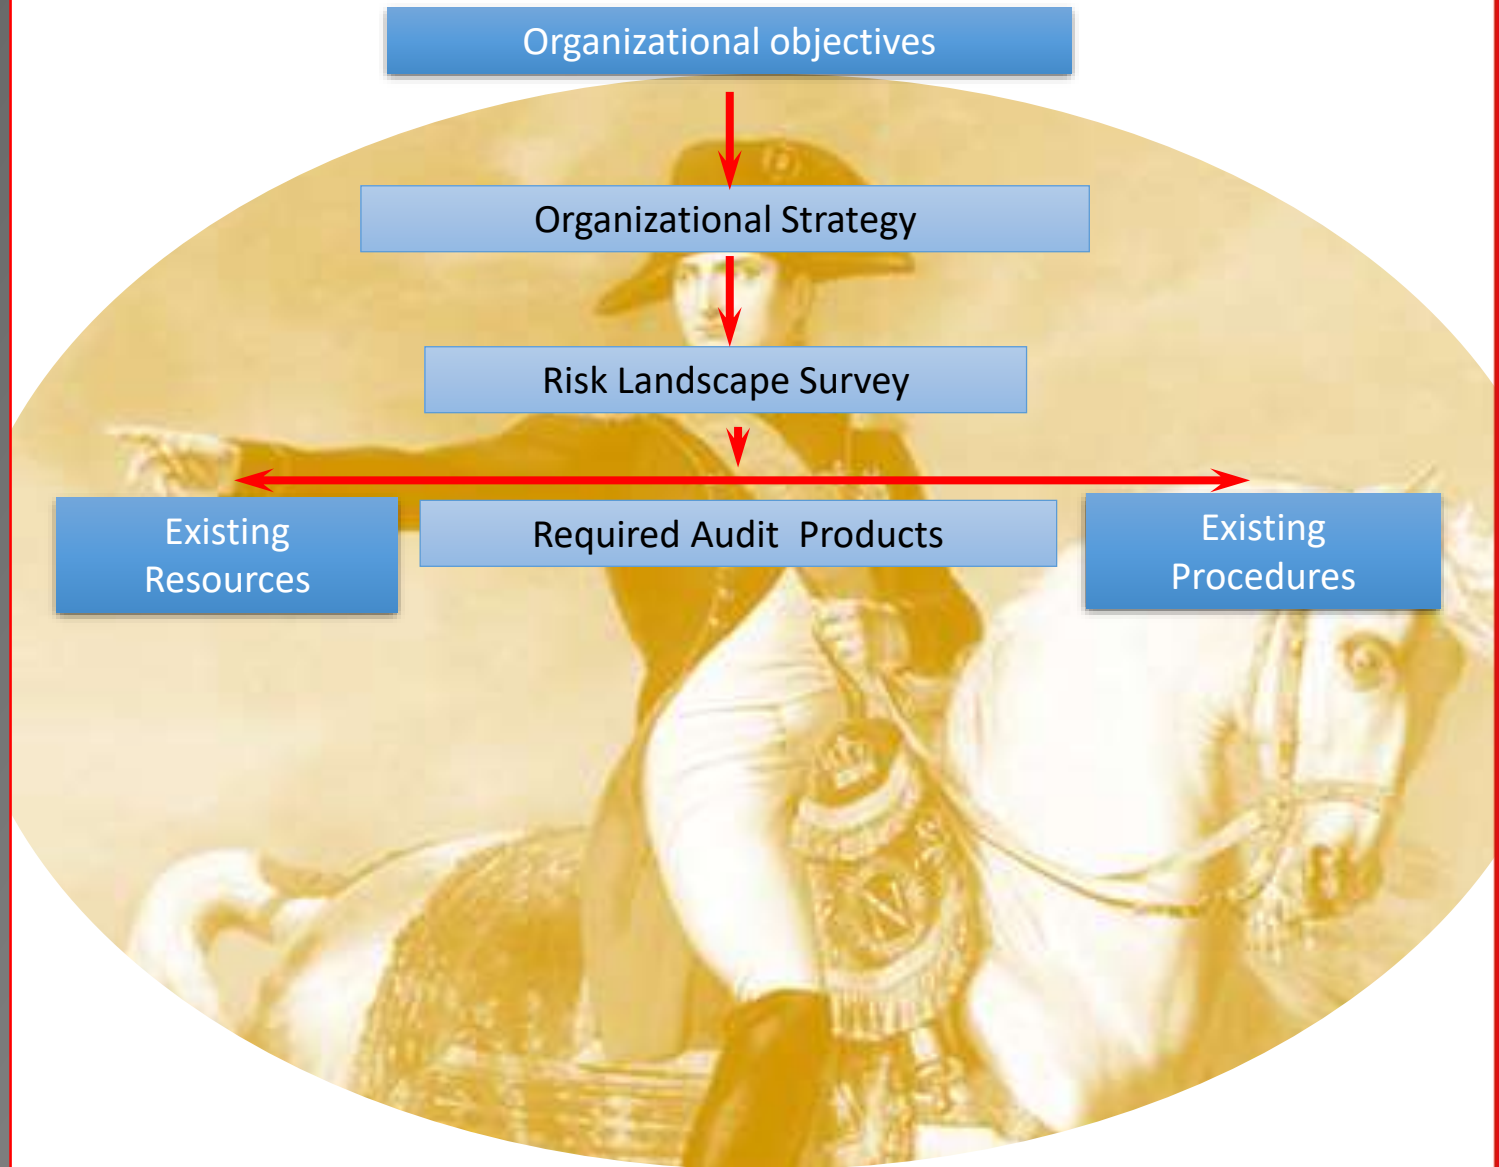 Organizational objectives
Organizational Strategy
Risk Landscape Survey
Existing
Resources
Required Audit  Products
Existing
Procedures
N